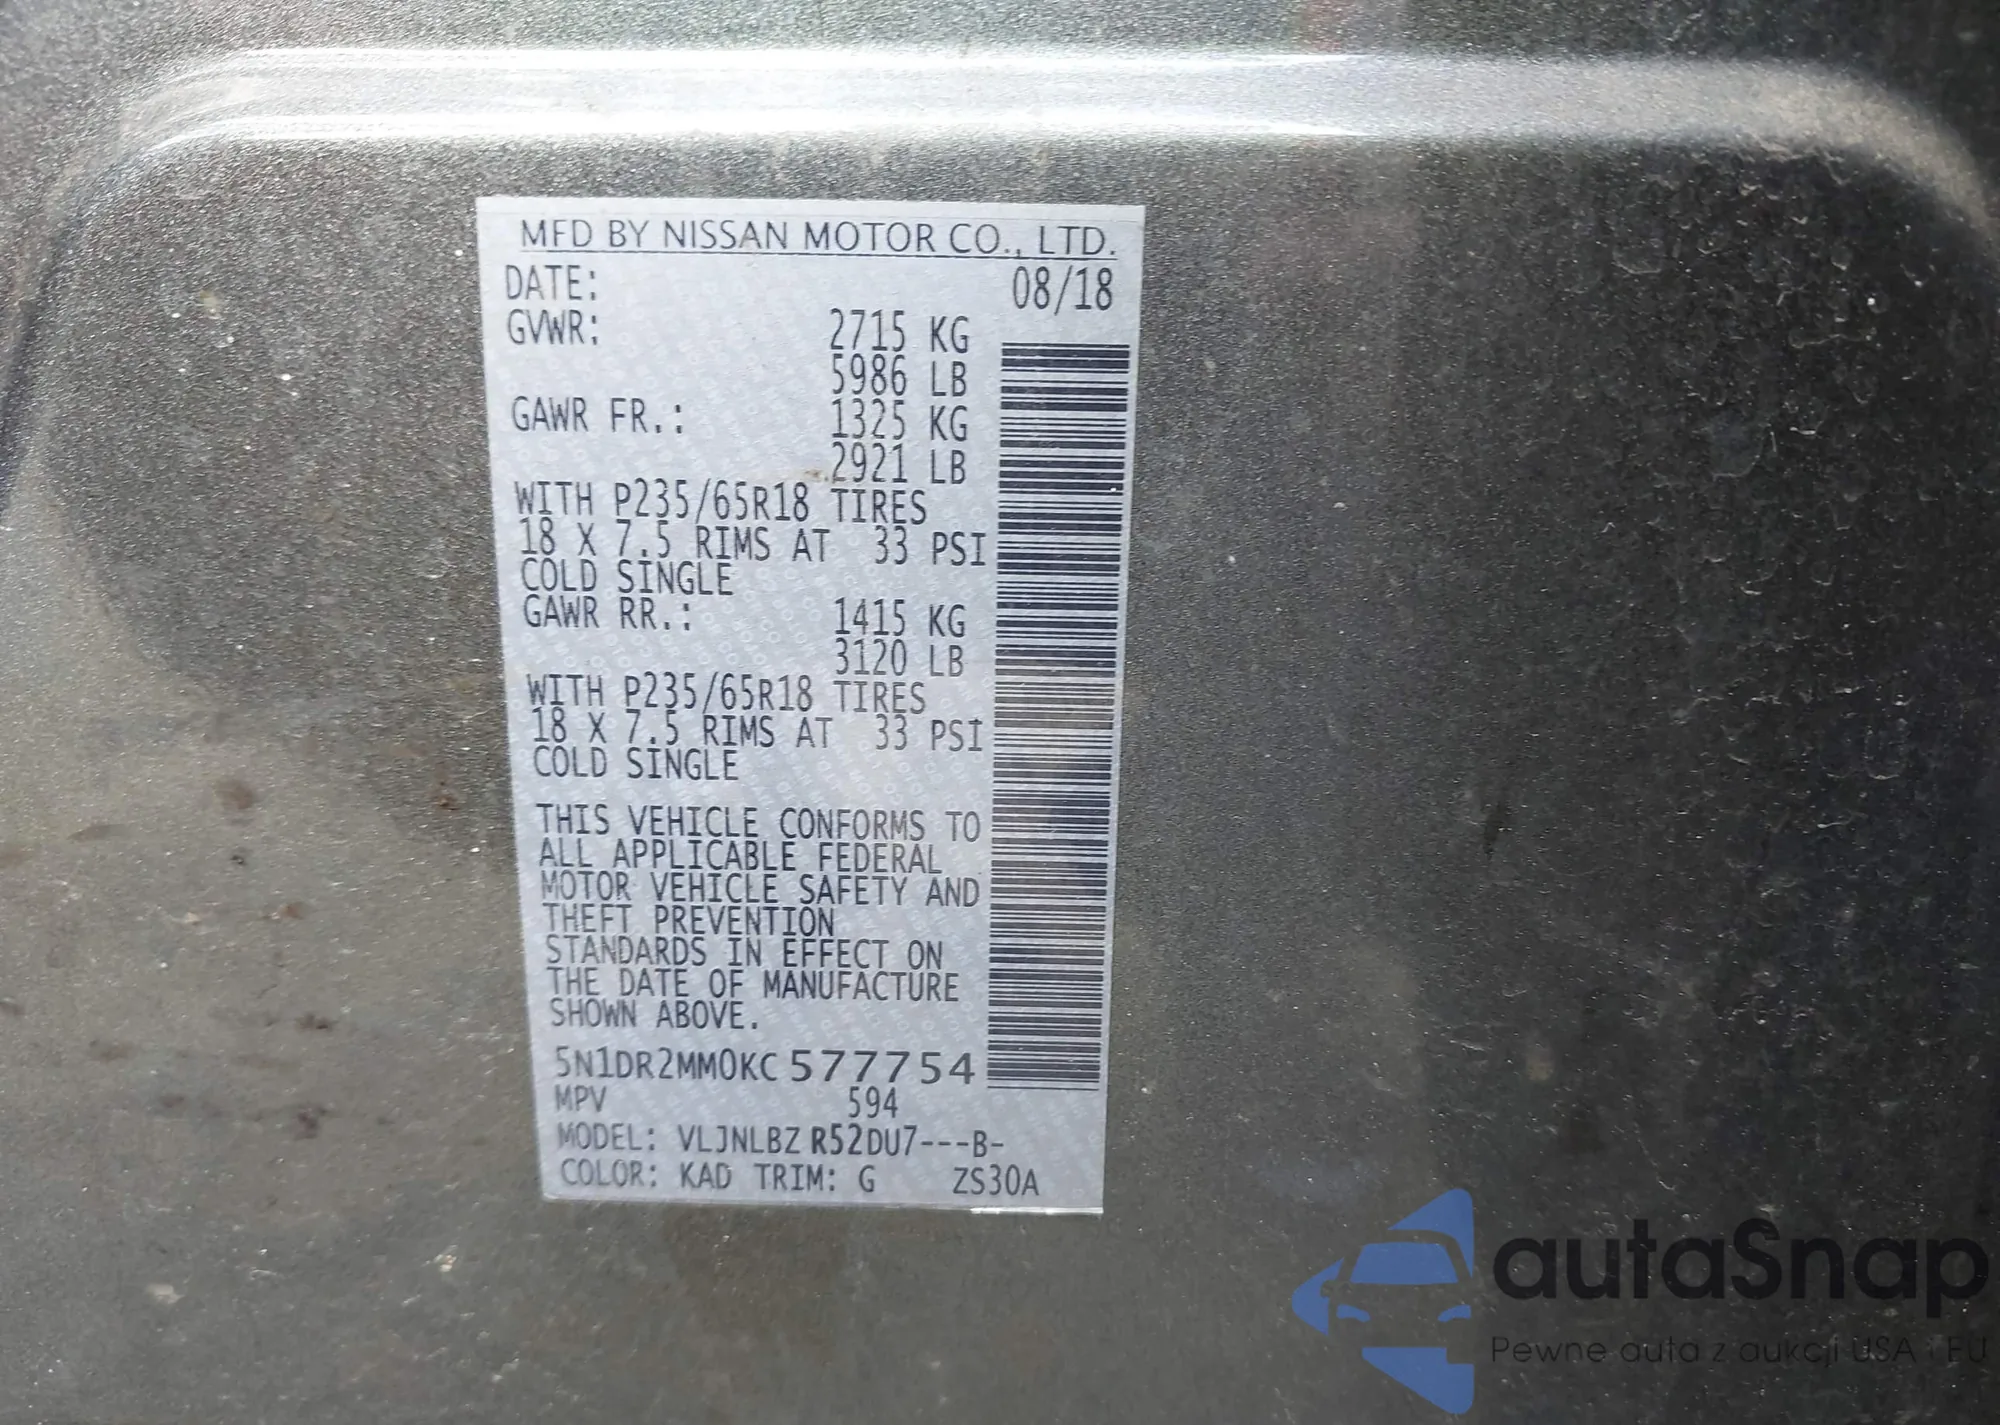 MFD BY NISSAN MOTOR CO., LTD.
DATE: 08/18
GVWR: 2715 KG
5986 LB
GAWR FR.: 1325 KG
2921 LB
WITH P235/65R18 TIRES
18 X 7.5 RIMS AT 33 PSI
COLD SINGLE
GAWR RR.: 1415 KG
3120 LB
WITH P235/65R18 TIRES
18 X 7.5 RIMS AT 33 PSI
COLD SINGLE
THIS VEHICLE CONFORMS TO
ALL APPLICABLE FEDERAL
MOTOR VEHICLE SAFETY AND
THEFT PREVENTION
STANDARDS IN EFFECT ON
THE DATE OF MANUFACTURE
SHOWN ABOVE.
5N1DR2MM0KC577754
MPV 594
MODEL: VLJNLBZ R52DU7---B-
COLOR: KAD TRIM: G ZS30A
autaSnap
Pewne auta z aukcji USA i EU